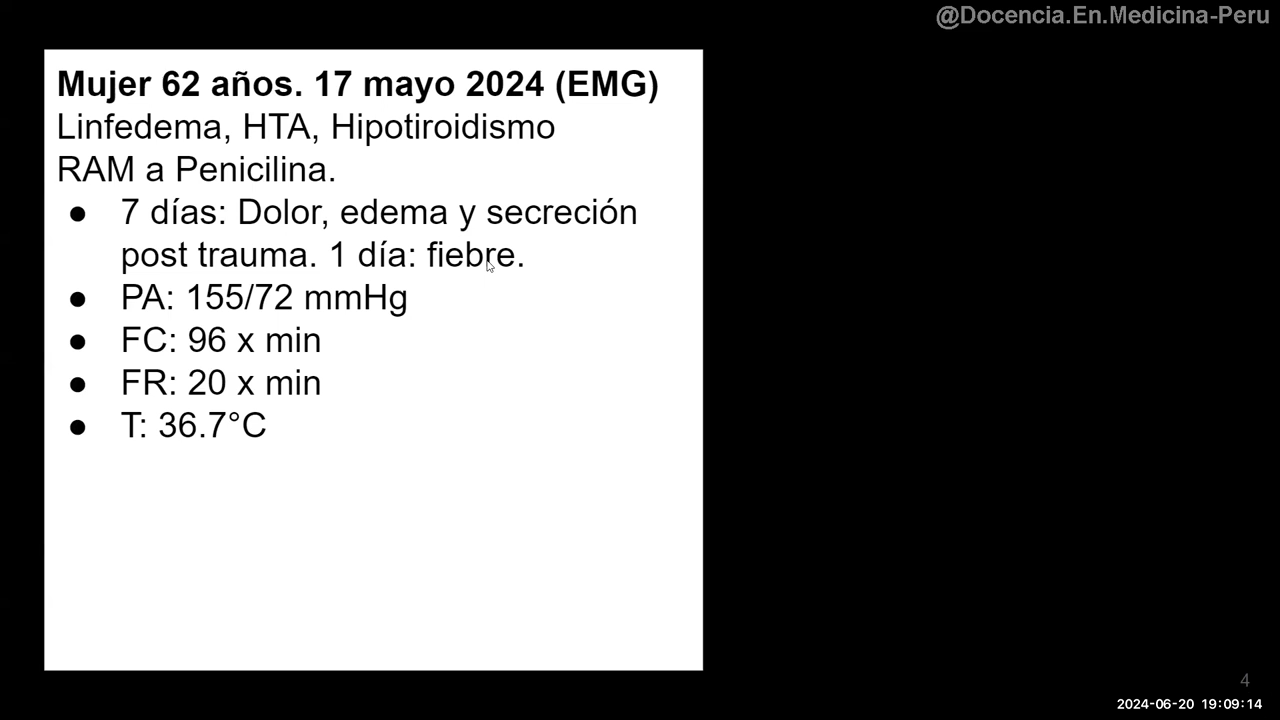 @Docencia.En.Medicina-Peru
Mujer 62 años. 17 mayo 2024 (EMG)
Linfedema, HTA, Hipotiroidismo
RAM a Penicilina.
● 7 días: Dolor, edema y secreción
post trauma. 1 día: fiebre.
● PA: 155/72 mmHg
● FC: 96 x min
● FR: 20 x min
● T: 36.7°C
4
2024-06-20 19:09:14